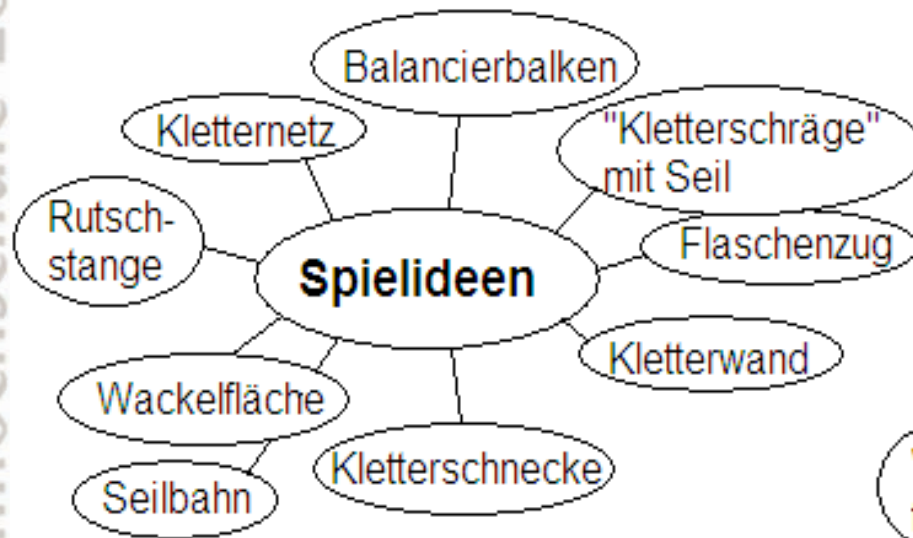 Balancierbalken
Kletternetz
"Kletterschräge"
mit Seil
Rutsch-
stange
Flaschenzug
Spielideen
Kletterwand
Wackelfläche
Kletterschnecke
Seilbahn